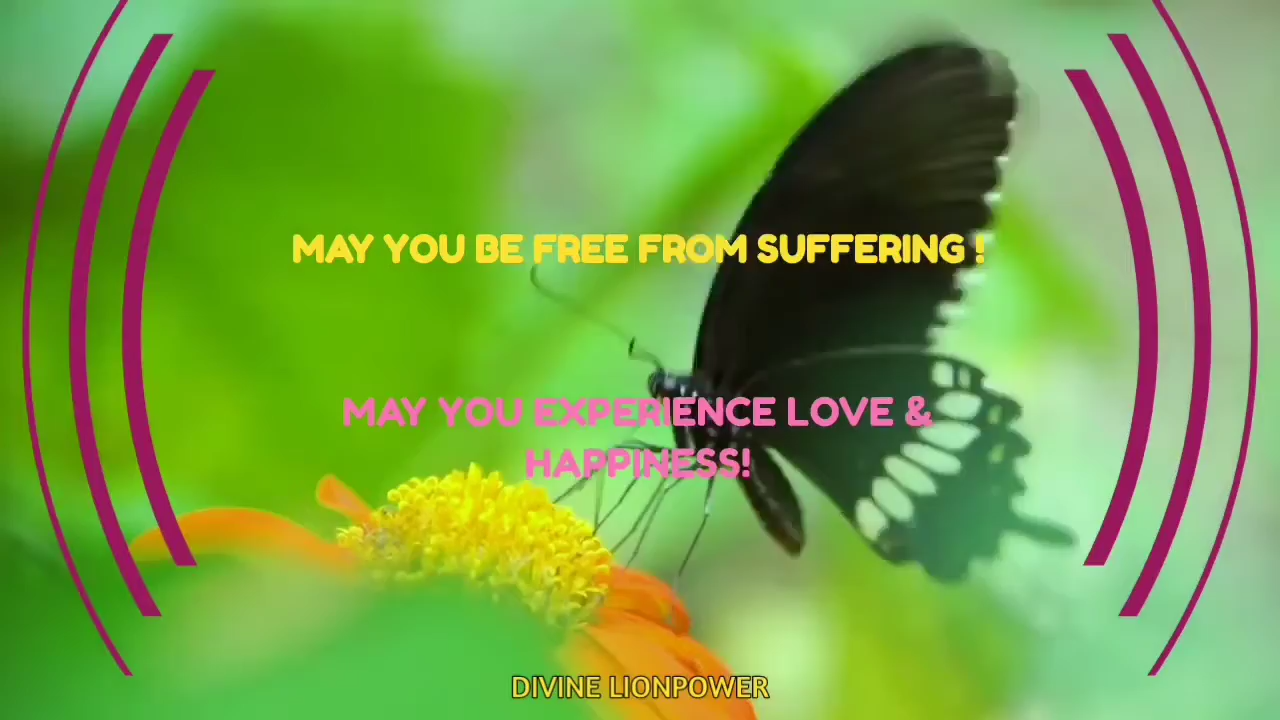 MAY YOU BE FREE FROM SUFFERING !
MAY YOU EXPERIENCE LOVE &
HAPPINESS!
DIVINE LIONPOWER